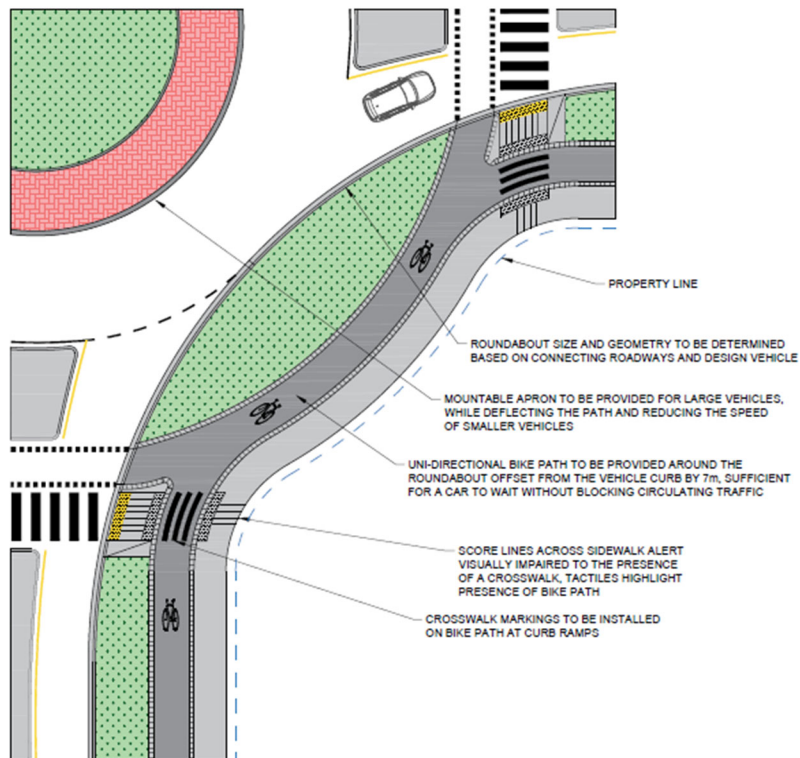 PROPERTY LINE
ROUNDABOUT SIZE AND GEOMETRY TO BE DETERMINED
BASED ON CONNECTING ROADWAYS AND DESIGN VEHICLE
MOUNTABLE APRON TO BE PROVIDED FOR LARGE VEHICLES,
WHILE DEFLECTING THE PATH AND REDUCING THE SPEED
OF SMALLER VEHICLES
UNI-DIRECTIONAL BIKE PATH TO BE PROVIDED AROUND THE
ROUNDABOUT OFFSET FROM THE VEHICLE CURB BY 7m, SUFFICIENT
FOR A CAR TO WAIT WITHOUT BLOCKING CIRCULATING TRAFFIC
SCORE LINES ACROSS SIDEWALK ALERT
VISUALLY IMPAIRED TO THE PRESENCE
OF A CROSSWALK, TACTILES HIGHLIGHT
PRESENCE OF BIKE PATH
CROSSWALK MARKINGS TO BE INSTALLED
ON BIKE PATH AT CURB RAMPS